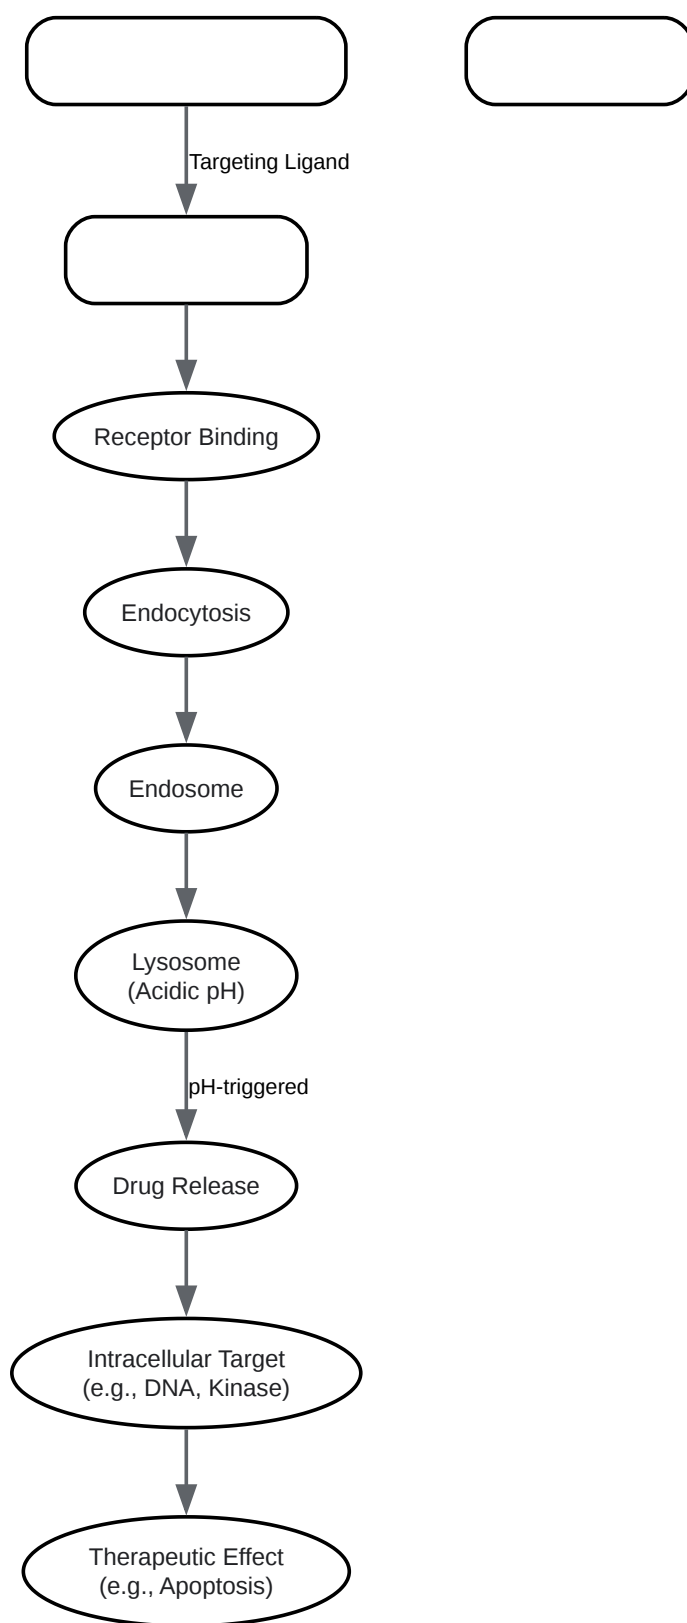 Targeting Ligand
Receptor Binding
Endocytosis
Endosome
Lysosome
(Acidic pH)
pH-triggered
Drug Release
Intracellular Target
(e.g., DNA, Kinase)
Therapeutic Effect
(e.g., Apoptosis)